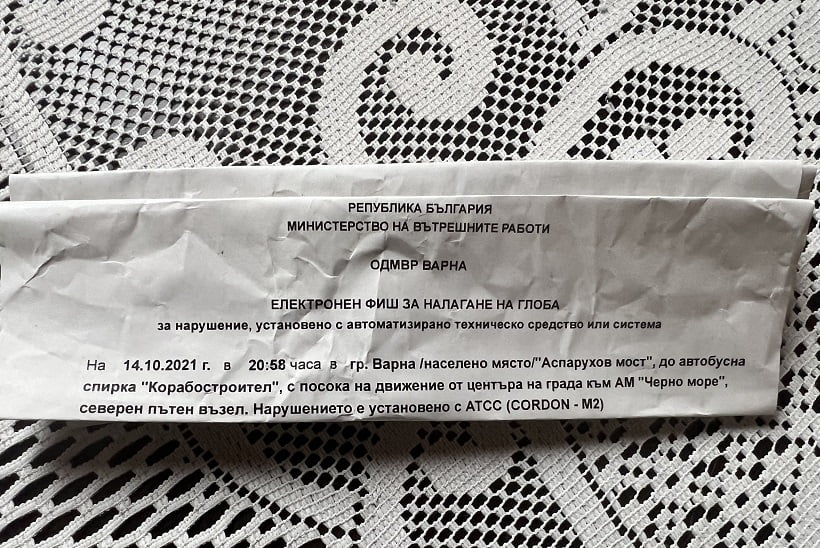 РЕПУБЛИКА БЪЛГАРИЯ
МИНИСТЕРСТВО НА ВЪТРЕШНИТЕ РАБОТИ
ОДМВР ВАРНА
ЕЛЕКТРОНЕН ФИШ ЗА НАЛАГАНЕ НА ГЛОБА
за нарушение, установено с автоматизирано техническо средство или система
На 14.10.2021 г. в 20:58 часа в гр. Варна /населено място/"Аспарухов мост", до автобусна
спирка "Корабостроител", с посока на движение от центъра на града към АМ "Черно море",
северен пътен възел. Нарушението е установено с АТСС (CORDON - M2)